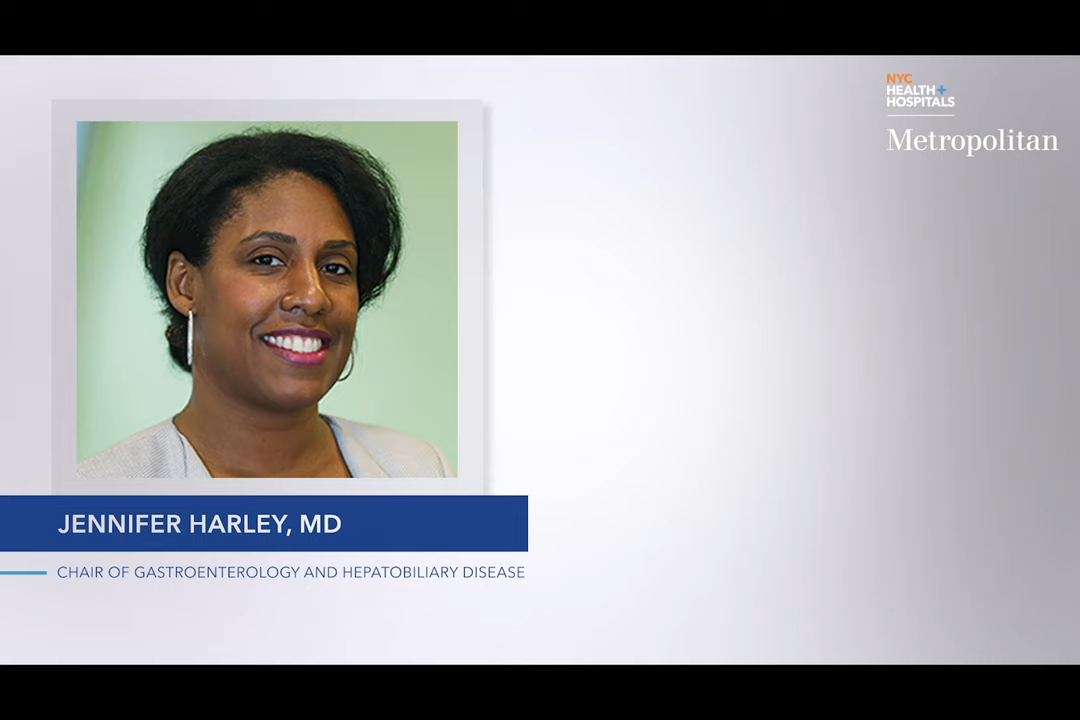 NYC
HEALTH+
HOSPITALS
Metropolitan
JENNIFER HARLEY, MD
CHAIR OF GASTROENTEROLOGY AND HEPATOBILIARY DISEASE